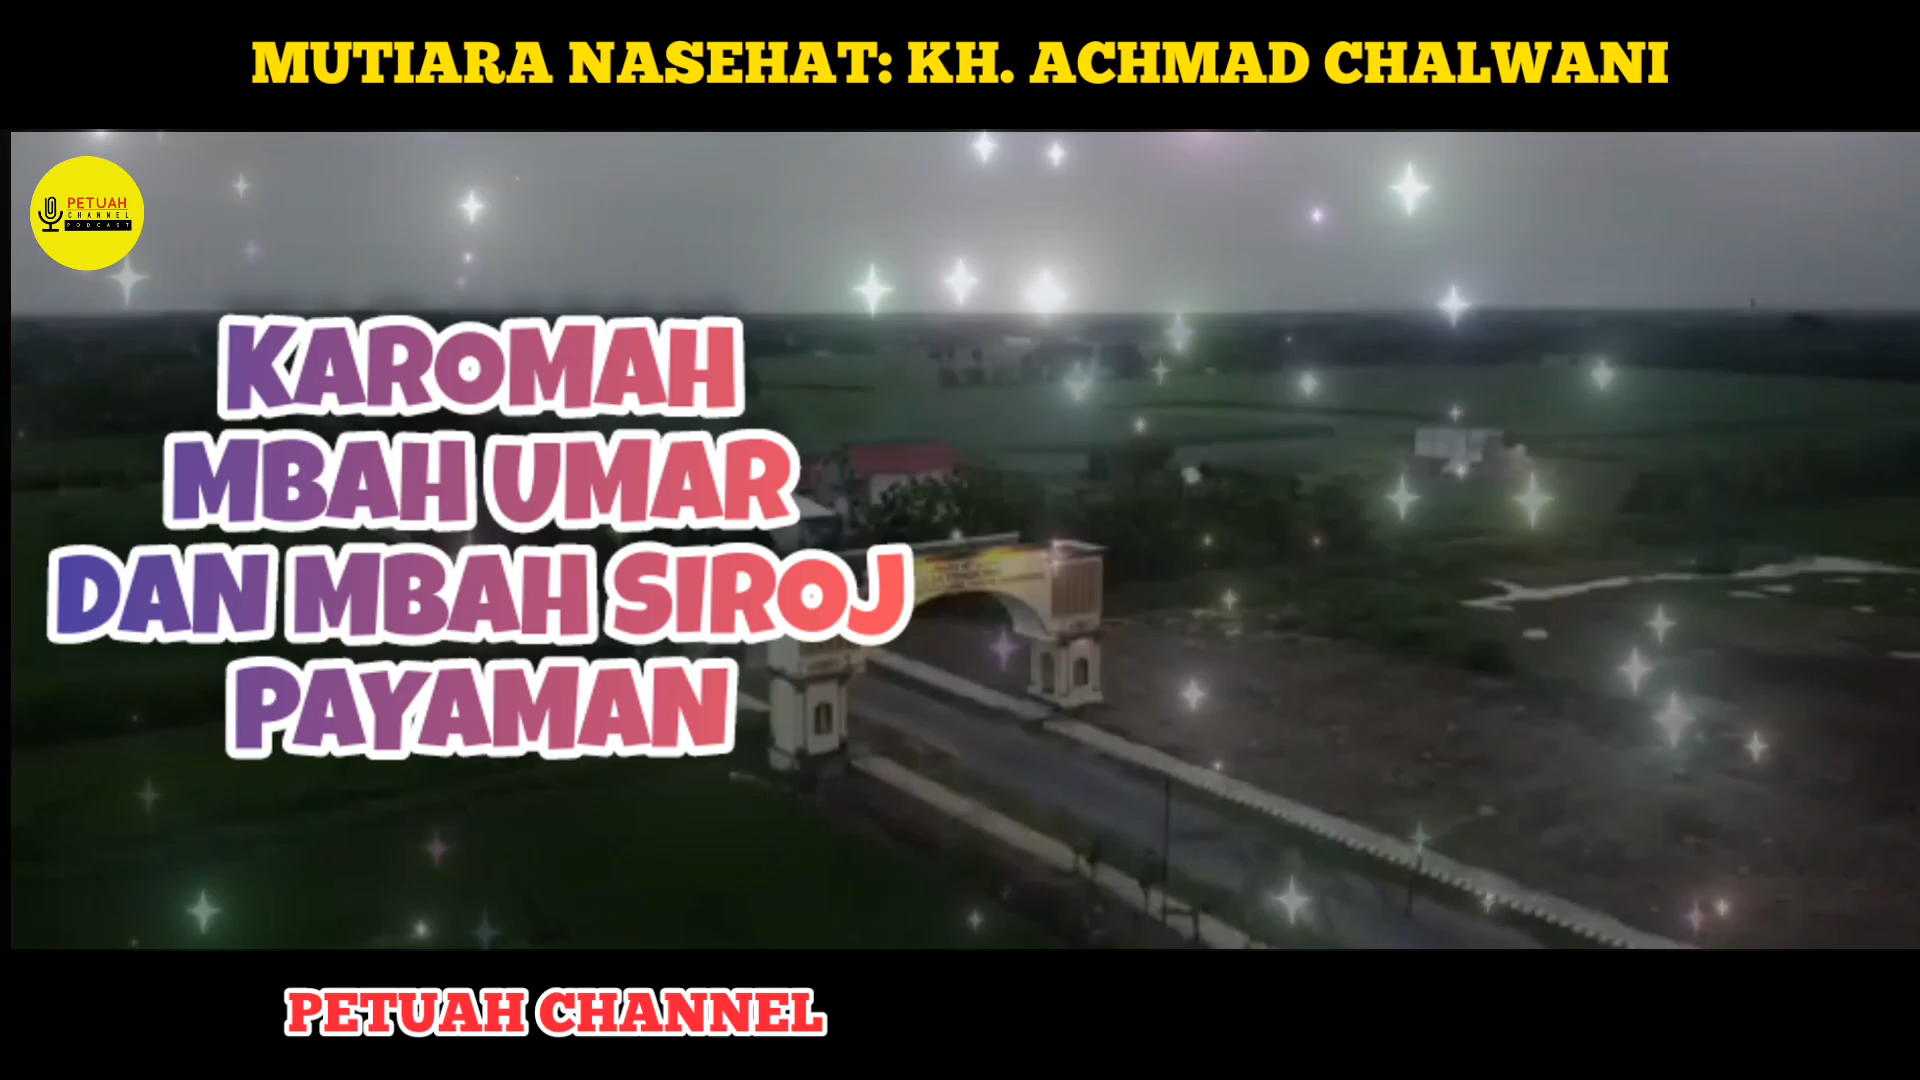 MUTIARA NASEHAT: KH. ACHMAD CHALWANI
PETUAH
CHANNEL
PODCAST
KAROMAH
MBAH UMAR
DAN MBAH SIROJ
PAYAMAN
PETUAH CHANNEL